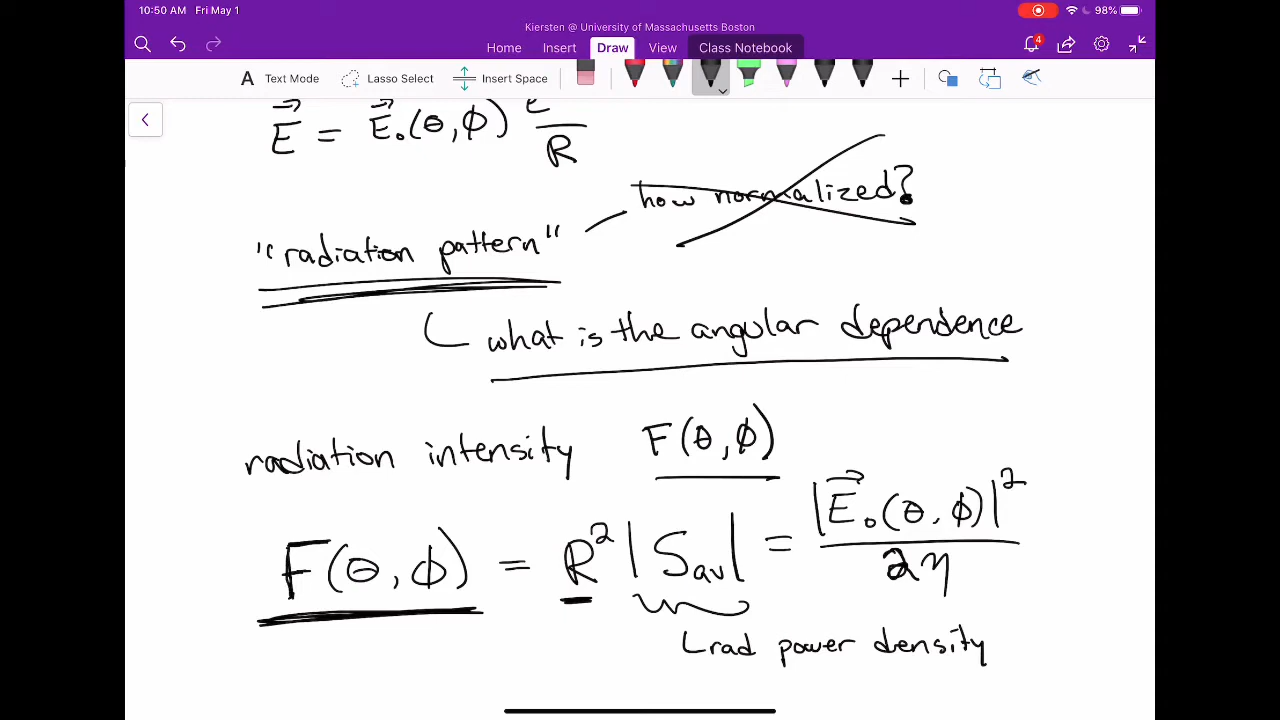 10:50 AM Fri May 1
98%
Kiersten @ University of Massachusetts Boston
Home Insert Draw View Class Notebook
4
A Text Mode Lasso Select Insert Space
E = E₀(θ,ϕ) e/R
how normalized?
"radiation pattern"
what is the angular dependence
radiation intensity F(θ,ϕ)
F(θ,ϕ) = R² |Sav| = |E₀(θ,ϕ)|² / 2η
rad power density